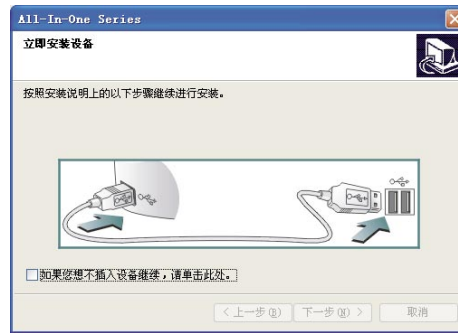 All-In-One Series
立即安装设备
按照安装说明上的以下步骤继续进行安装。
如果您想不插入设备继续，请单击此处。
< 上一步(B)
下一步(N) >
取消